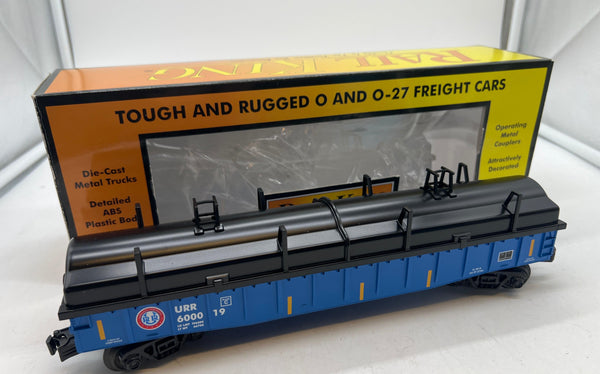 RAIL KING
TOUGH AND RUGGED O AND O-27 FREIGHT CARS
Die-Cast
Metal Trucks
Detailed
ABS
Plastic Body
Operating
Metal
Couplers
Attractively
Decorated
URR
6000 19